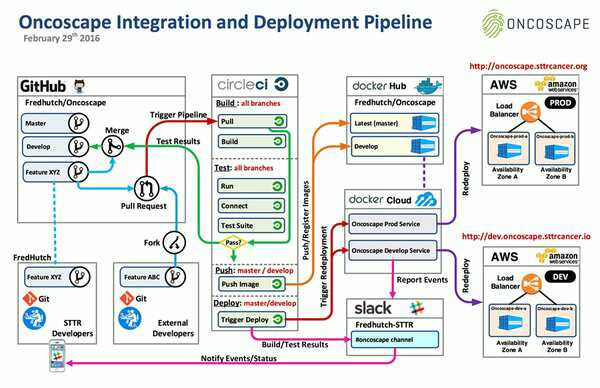 Oncoscape Integration and Deployment Pipeline
February 29th 2016
ONCOSCAPE
GitHub
Fredhutch/Oncoscape
Master
Develop
Feature XYZ
Merge
Pull Request
Fork
Trigger Pipeline
Test Results
circleci
Build : all branches
Pull
Build
Test: all branches
Run
Connect
Test Suite
Pass?
Push: master / develop
Push Image
Deploy: master/develop
Trigger Deploy
Push/Register Images
Trigger Redeployment
docker Hub
Fredhutch/Oncoscape
Latest (master)
Develop
docker Cloud
Oncoscape Prod Service
Oncoscape Develop Service
Report Events
slack
Fredhutch-STTR
#oncoscape channel
Build/Test Results
Notify Events/Status
FredHutch
Feature XYZ
Git
STTR
Developers
Feature ABC
Git
External
Developers
Redeploy
Redeploy
http://oncoscape.sttrcancer.org
AWS
amazon
webservices
Load
Balancer
PROD
Oncoscape-prod-a
Oncoscape-prod-b
Availability
Zone A
Availability
Zone B
http://dev.oncoscape.sttrcancer.io
AWS
amazon
webservices
Load
Balancer
DEV
Oncoscape-dev-a
Oncoscape-dev-b
Availability
Zone A
Availability
Zone B